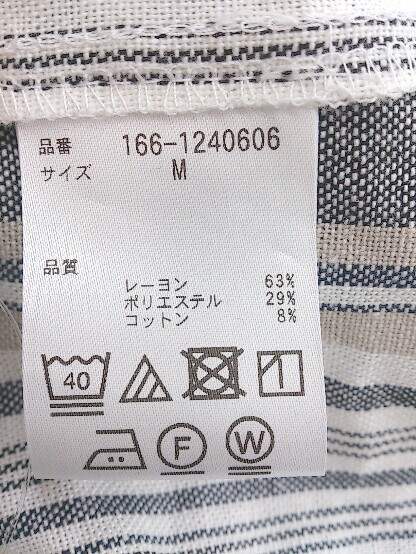 品番 166-1240606
サイズ M
品質
レーヨン 63%
ポリエステル 29%
コットン 8%
40
F W